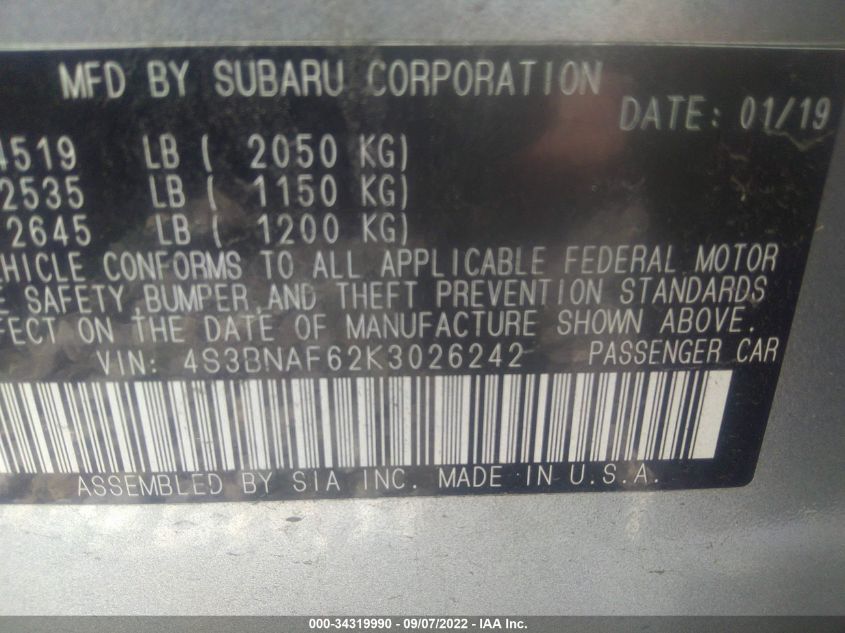 MFD BY SUBARU CORPORATION
DATE: 01/19
4519 LB ( 2050 KG)
2535 LB ( 1150 KG)
2645 LB ( 1200 KG)
EHICLE CONFORMS TO ALL APPLICABLE FEDERAL MOTOR
E SAFETY, BUMPER,AND THEFT PREVENTION STANDARDS
FFECT ON THE DATE OF MANUFACTURE SHOWN ABOVE.
VIN: 4S3BNAF62K3026242 PASSENGER CAR
ASSEMBLED BY SIA INC. MADE IN U.S.A.
000-34319990 - 09/07/2022 - IAA Inc.